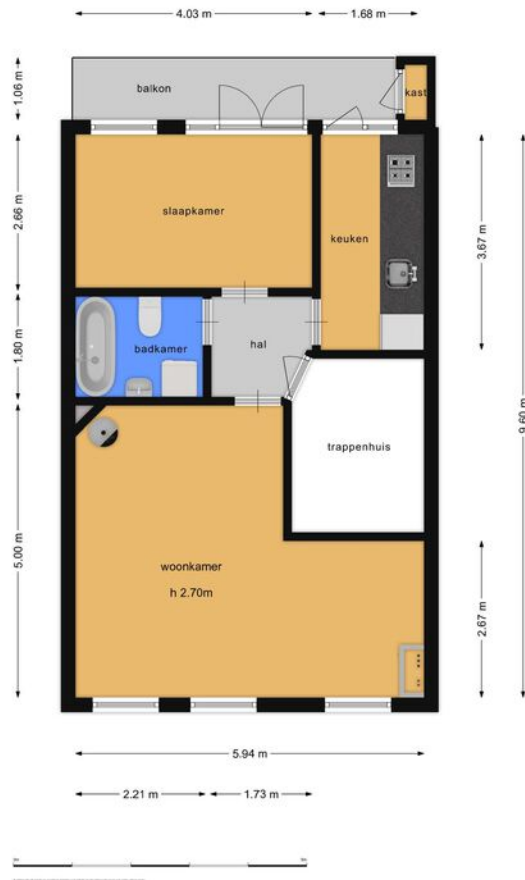 4.03 m
1.68 m
1.06 m
balkon
kast
2.66 m
slaapkamer
keuken
3.67 m
1.80 m
badkamer
hal
9.60 m
trappenhuis
5.00 m
woonkamer
h 2.70m
2.67 m
5.94 m
2.21 m
1.73 m